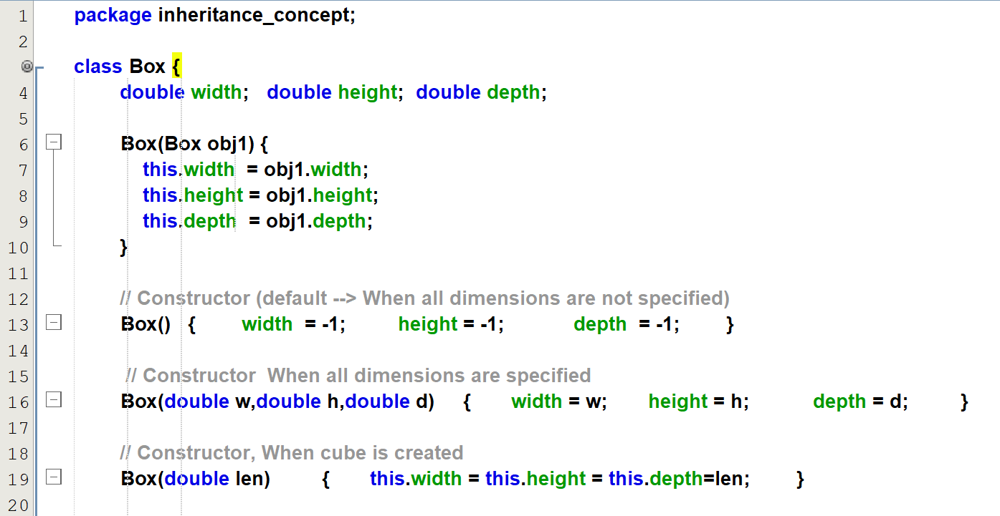 1 package inheritance_concept;
2
class Box {
4 double width; double height; double depth;
5
6 Box(Box obj1) {
7 this.width = obj1.width;
8 this.height = obj1.height;
9 this.depth = obj1.depth;
10 }
11
12 // Constructor (default --> When all dimensions are not specified)
13 Box() { width = -1; height = -1; depth = -1; }
14
15 // Constructor When all dimensions are specified
16 Box(double w,double h,double d) { width = w; height = h; depth = d; }
17
18 // Constructor, When cube is created
19 Box(double len) { this.width = this.height = this.depth=len; }
20